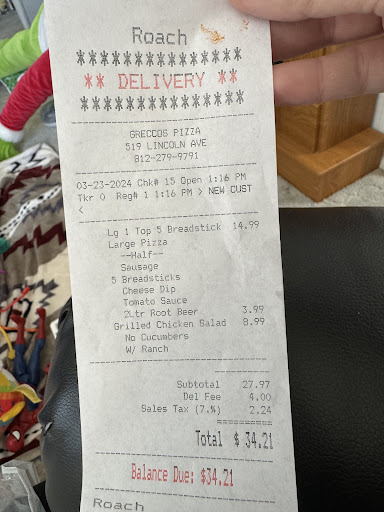 Roach
****************
** DELIVERY **
****************
GRECCOS PIZZA
519 LINCOLN AVE
812-279-9791
03-23-2024 Chk# 15 Open 1:16 PM
Tkr 0 Reg# 1 1:16 PM > NEW CUST
<
Lg 1 Top 5 Breadstick 14.99
Large Pizza
--Half--
Sausage
5 Breadsticks
Cheese Dip
Tomato Sauce
2Ltr Root Beer 3.99
Grilled Chicken Salad 8.99
No Cucumbers
W/ Ranch
----------
Subtotal 27.97
Del Fee 4.00
Sales Tax (7.%) 2.24
==========
Total $ 34.21
Balance Due: $34.21
Roach